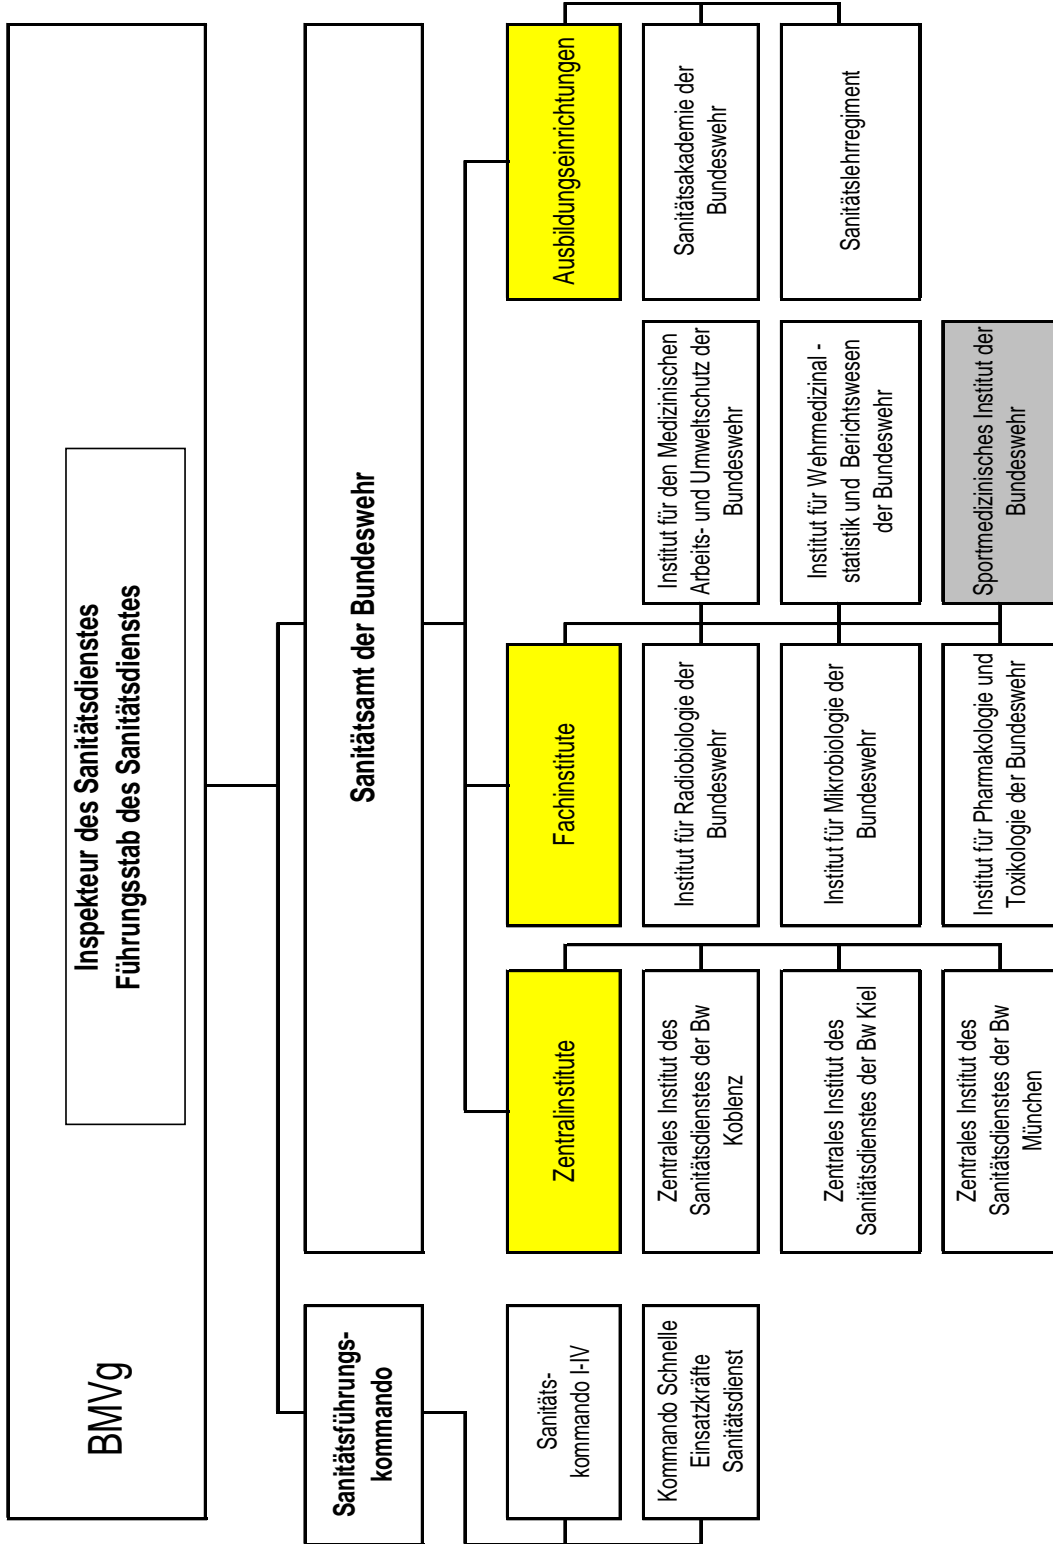 BMVg
Inspekteur des Sanitätsdienstes
Führungsstab des Sanitätsdienstes
Sanitätsführungs-
kommando
Sanitätsamt der Bundeswehr
Sanitäts-
kommando I-IV
Kommando Schnelle
Einsatzkräfte
Sanitätsdienst
Zentralinstitute
Zentrales Institut des
Sanitätsdienstes der Bw
Koblenz
Zentrales Institut des
Sanitätsdienstes der Bw Kiel
Zentrales Institut des
Sanitätsdienstes der Bw
München
Fachinstitute
Institut für Radiobiologie der
Bundeswehr
Institut für Mikrobiologie der
Bundeswehr
Institut für Pharmakologie und
Toxikologie der Bundeswehr
Institut für den Medizinischen
Arbeits- und Umweltschutz der
Bundeswehr
Institut für Wehrmedizinal -
statistik und Berichtswesen
der Bundeswehr
Sportmedizinisches Institut der
Bundeswehr
Ausbildungseinrichtungen
Sanitätsakademie der
Bundeswehr
Sanitätslehrregiment